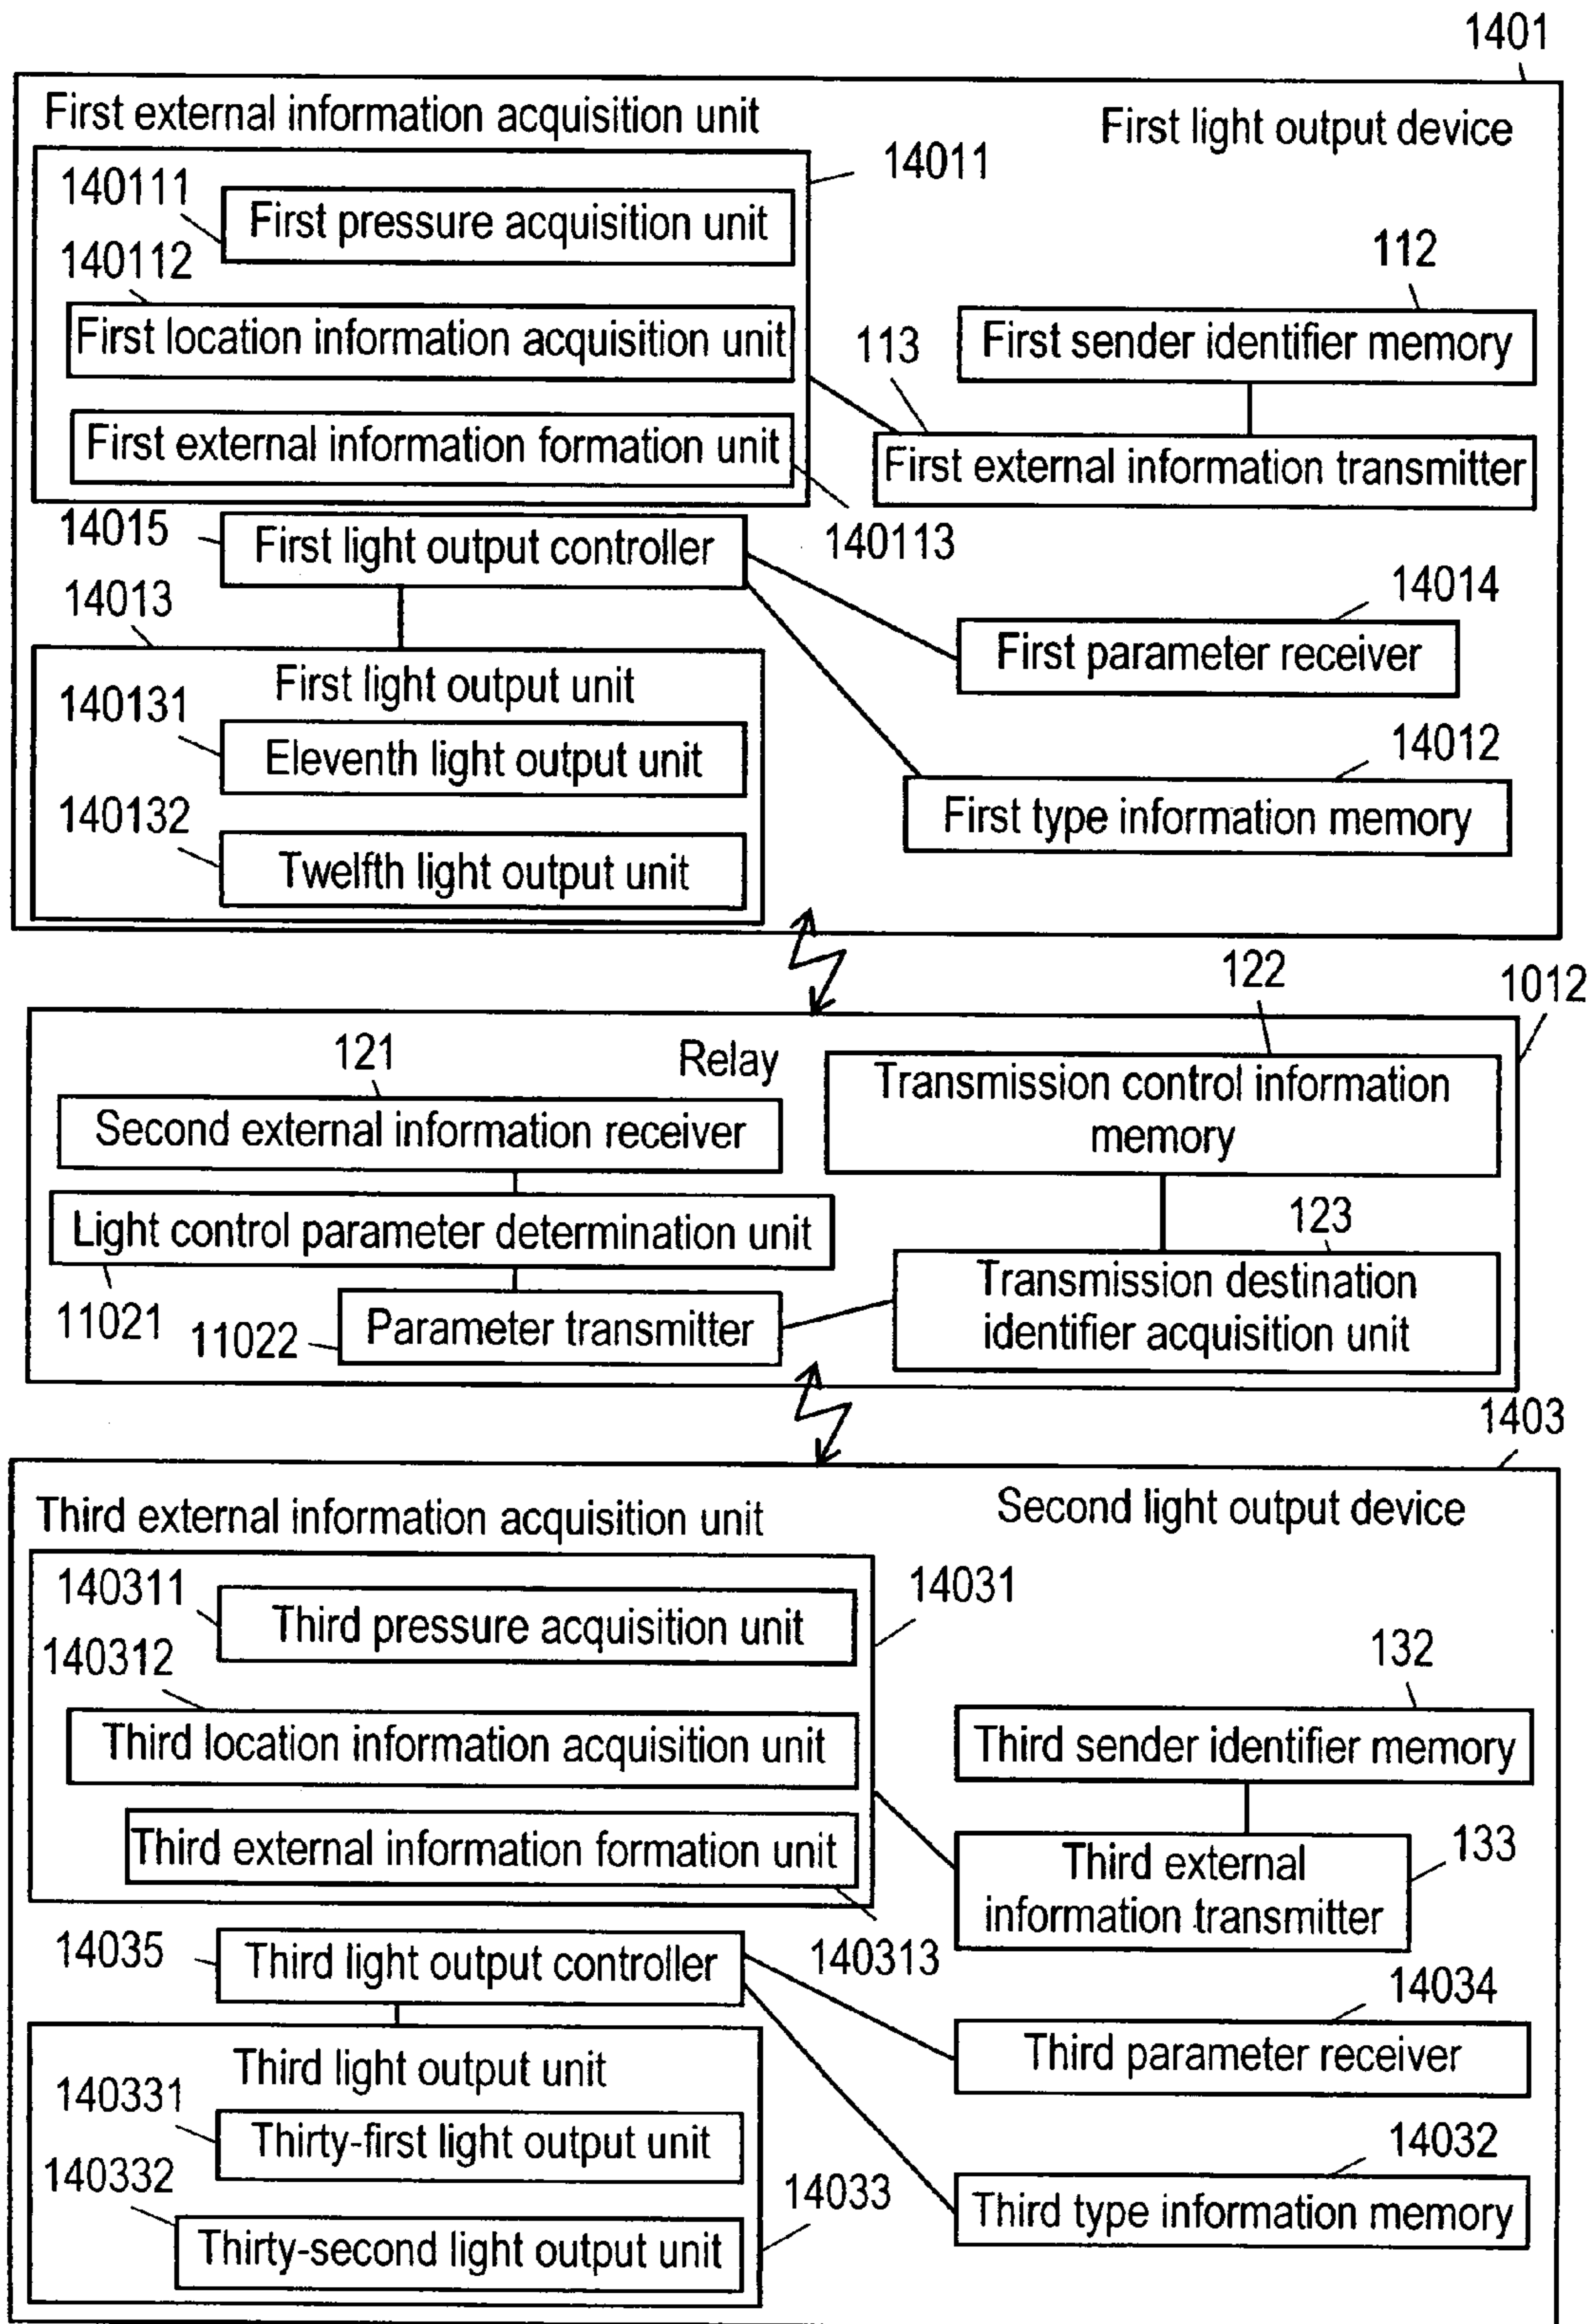 1401
First external information acquisition unit
First light output device
14011
140111
First pressure acquisition unit
140112
112
First location information acquisition unit
113
First sender identifier memory
First external information formation unit
First external information transmitter
14015
First light output controller
140113
14013
14014
First parameter receiver
First light output unit
140131
Eleventh light output unit
14012
140132
First type information memory
Twelfth light output unit
122
1012
121
Relay
Transmission control information
memory
Second external information receiver
Light control parameter determination unit
123
11021
11022
Parameter transmitter
Transmission destination
identifier acquisition unit
1403
Third external information acquisition unit
Second light output device
140311
14031
Third pressure acquisition unit
140312
132
Third location information acquisition unit
Third sender identifier memory
Third external information formation unit
Third external
information transmitter
133
14035
Third light output controller
140313
14034
Third parameter receiver
Third light output unit
140331
Thirty-first light output unit
14032
140332
14033
Third type information memory
Thirty-second light output unit